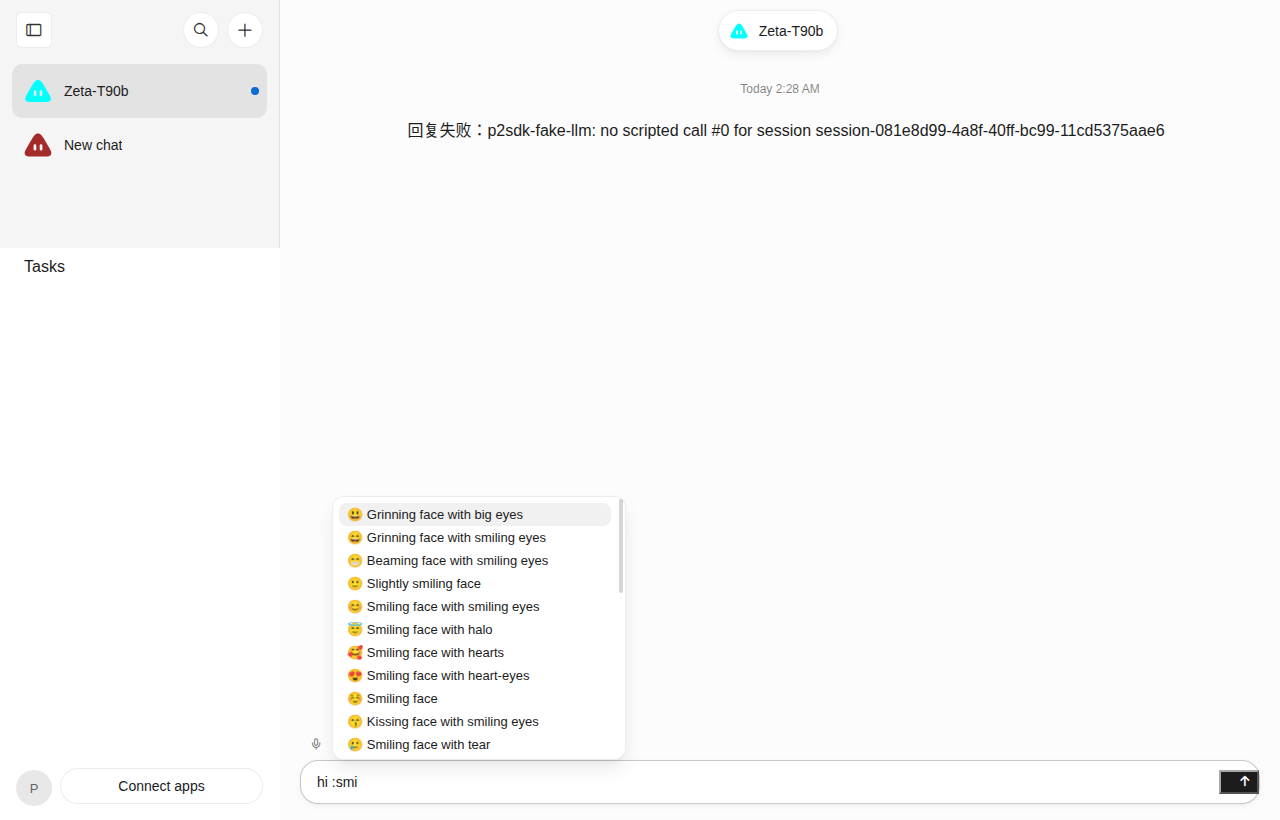 Zeta-T90b
New chat
Tasks
P
Connect apps
Zeta-T90b
Today 2:28 AM
回复失败：p2sdk-fake-llm: no scripted call #0 for session session-081e8d99-4a8f-40ff-bc99-11cd5375aae6
😃 Grinning face with big eyes
😄 Grinning face with smiling eyes
😁 Beaming face with smiling eyes
🙂 Slightly smiling face
😊 Smiling face with smiling eyes
😇 Smiling face with halo
🥰 Smiling face with hearts
😍 Smiling face with heart-eyes
☺️ Smiling face
😙 Kissing face with smiling eyes
🥲 Smiling face with tear
hi :smi